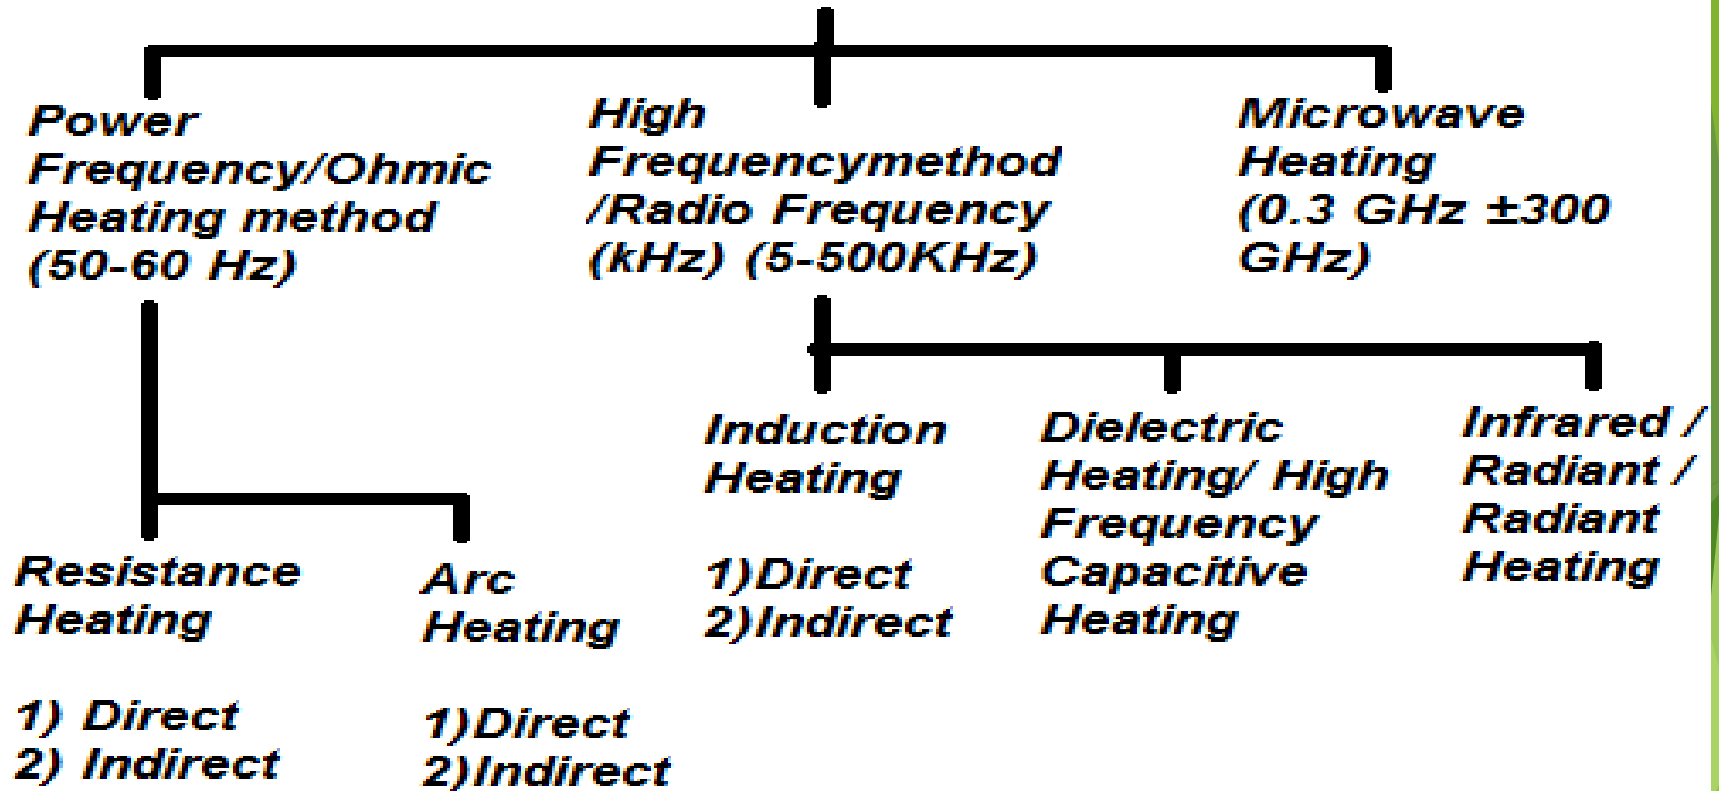 Power
Frequency/Ohmic
Heating method
(50-60 Hz)
High
Frequencymethod
/Radio Frequency
(kHz) (5-500KHz)
Microwave
Heating
(0.3 GHz ±300
GHz)
Resistance
Heating
1) Direct
2) Indirect
Arc
Heating
1)Direct
2)Indirect
Induction
Heating
1)Direct
2)Indirect
Dielectric
Heating/ High
Frequency
Capacitive
Heating
Infrared /
Radiant /
Radiant
Heating